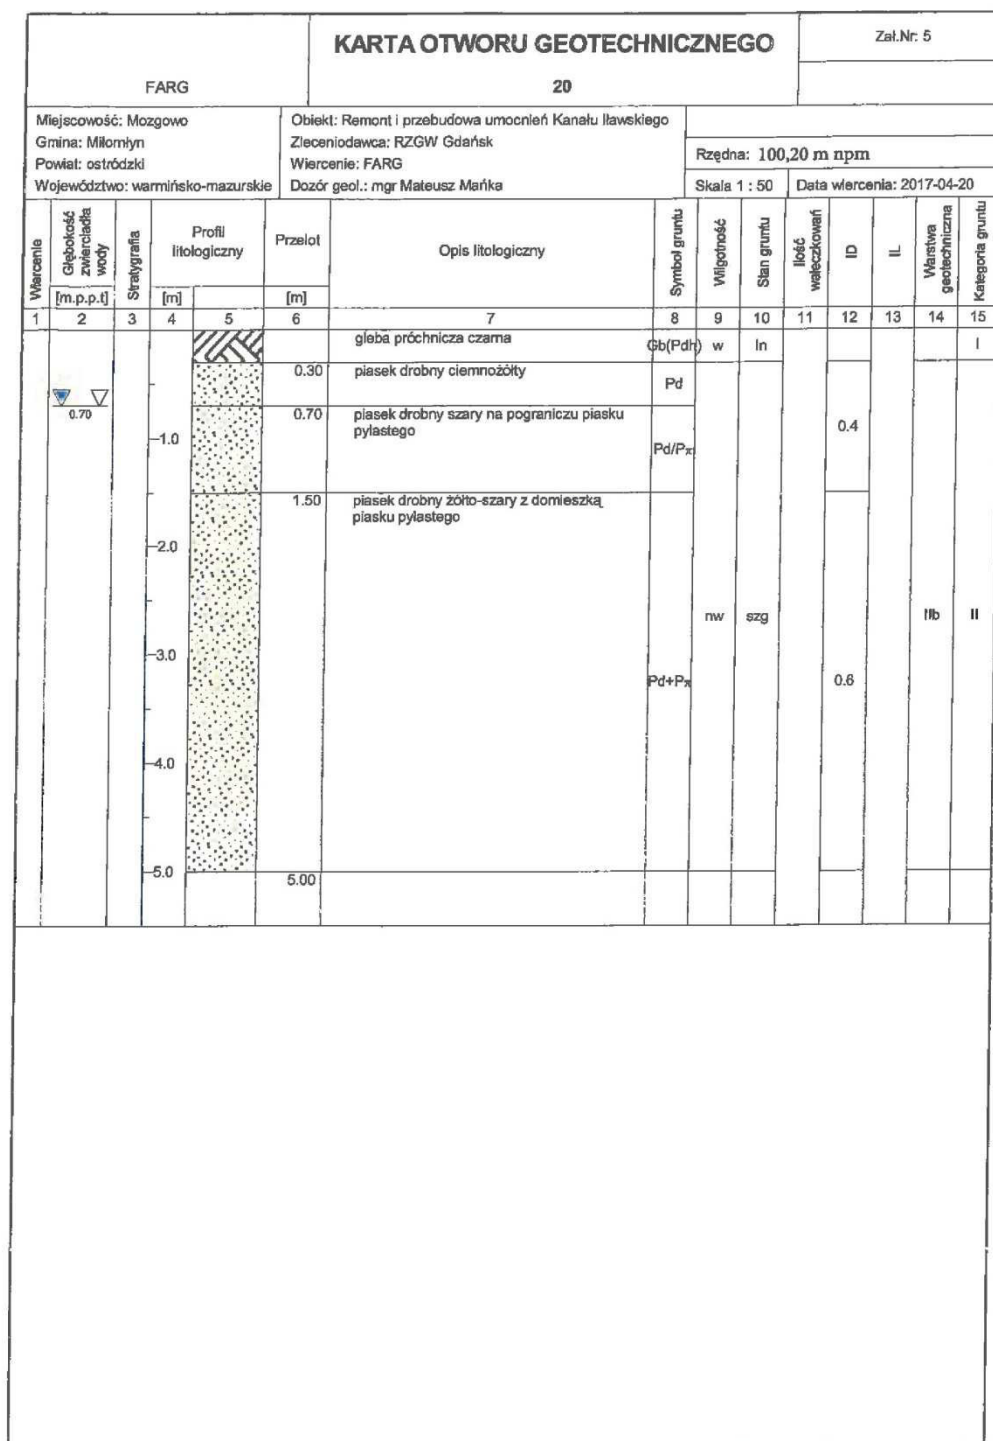 KARTA OTWORU GEOTECHNICZNEGO
Zał.Nr: 5
FARG
20
Miejscowość: Mozgowo
Gmina: Miłomłyn
Powiat: ostródzki
Województwo: warmińsko-mazurskie
Obiekt: Remont i przebudowa umocnień Kanału Iławskiego
Zleceniodawca: RZGW Gdańsk
Wiercenie: FARG
Dozór geol.: mgr Mateusz Mańka
Rzędna: 100,20 m npm
Skala 1 : 50
Data wiercenia: 2017-04-20
Wiercenie
Głębokość
zwierciadła
wody
[m.p.p.t]
Stratygrafia
Profil
litologiczny
[m]
Przelot
[m]
Opis litologiczny
Symbol gruntu
Wilgotność
Stan gruntu
Ilość
wałeczkowań
ID
IL
Warstwa
geotechniczna
Kategoria gruntu
1 2 3 4 5 6 7 8 9 10 11 12 13 14 15
gleba próchnicza czarna
Gb(Pdh) w ln I
0.30 piasek drobny ciemnożółty
Pd
0.70
0.70 piasek drobny szary na pograniczu piasku
pylastego
0.4
-1.0
Pd/Pπ
1.50 piasek drobny żółto-szary z domieszką
piasku pylastego
-2.0
nw szg IIb II
-3.0
Pd+Pπ 0.6
-4.0
-5.0
5.00